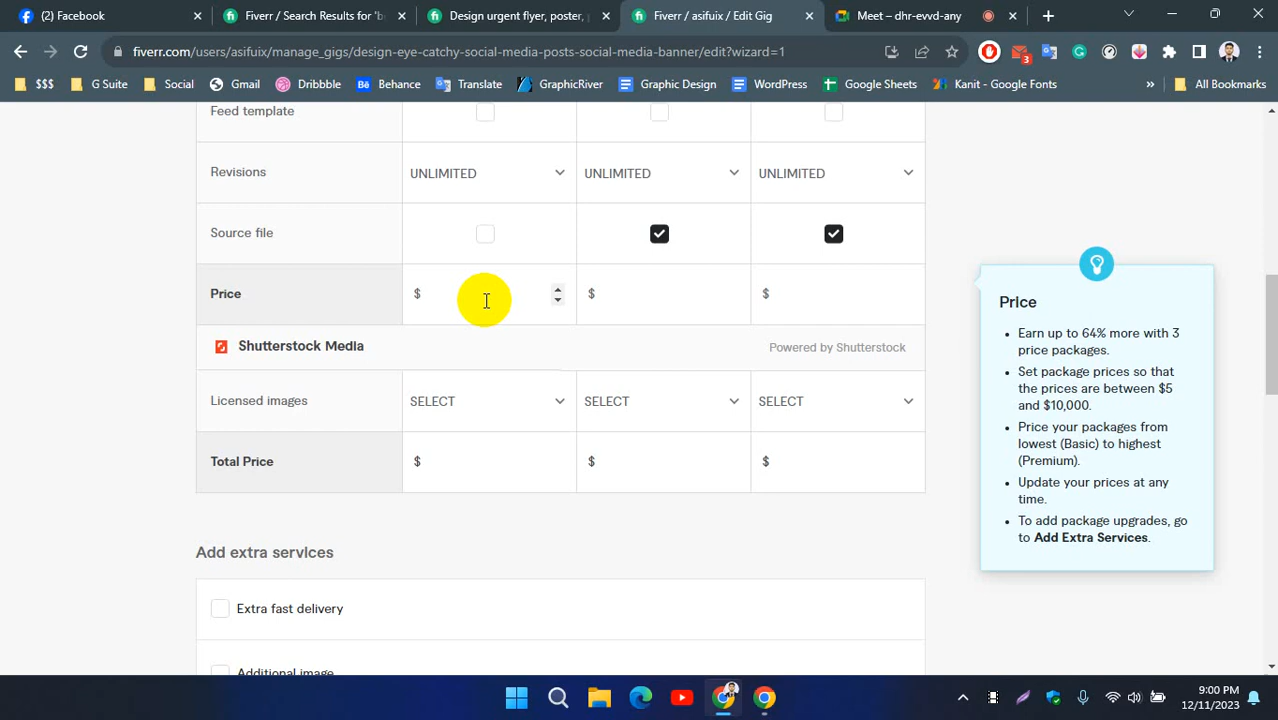 (2) Facebook
Fiverr / Search Results for 'b
Design urgent flyer, poster,
Fiverr / asifuix / Edit Gig
Meet – dhr-evvd-any
fiverr.com/users/asifuix/manage_gigs/design-eye-catchy-social-media-posts-social-media-banner/edit?wizard=1
3
$$$
G Suite
Social
Gmail
Dribbble
Behance
Translate
GraphicRiver
Graphic Design
WordPress
Google Sheets
Kanit - Google Fonts
»
All Bookmarks
Feed template
Revisions
UNLIMITED
UNLIMITED
UNLIMITED
Source file
Price
$
$
$
Shutterstock Media
Powered by Shutterstock
Licensed images
SELECT
SELECT
SELECT
Total Price
$
$
$
Price
• Earn up to 64% more with 3
price packages.
• Set package prices so that
the prices are between $5
and $10,000.
• Price your packages from
lowest (Basic) to highest
(Premium).
• Update your prices at any
time.
• To add package upgrades, go
to Add Extra Services.
Add extra services
Extra fast delivery
Additional image
9:00 PM
12/11/2023